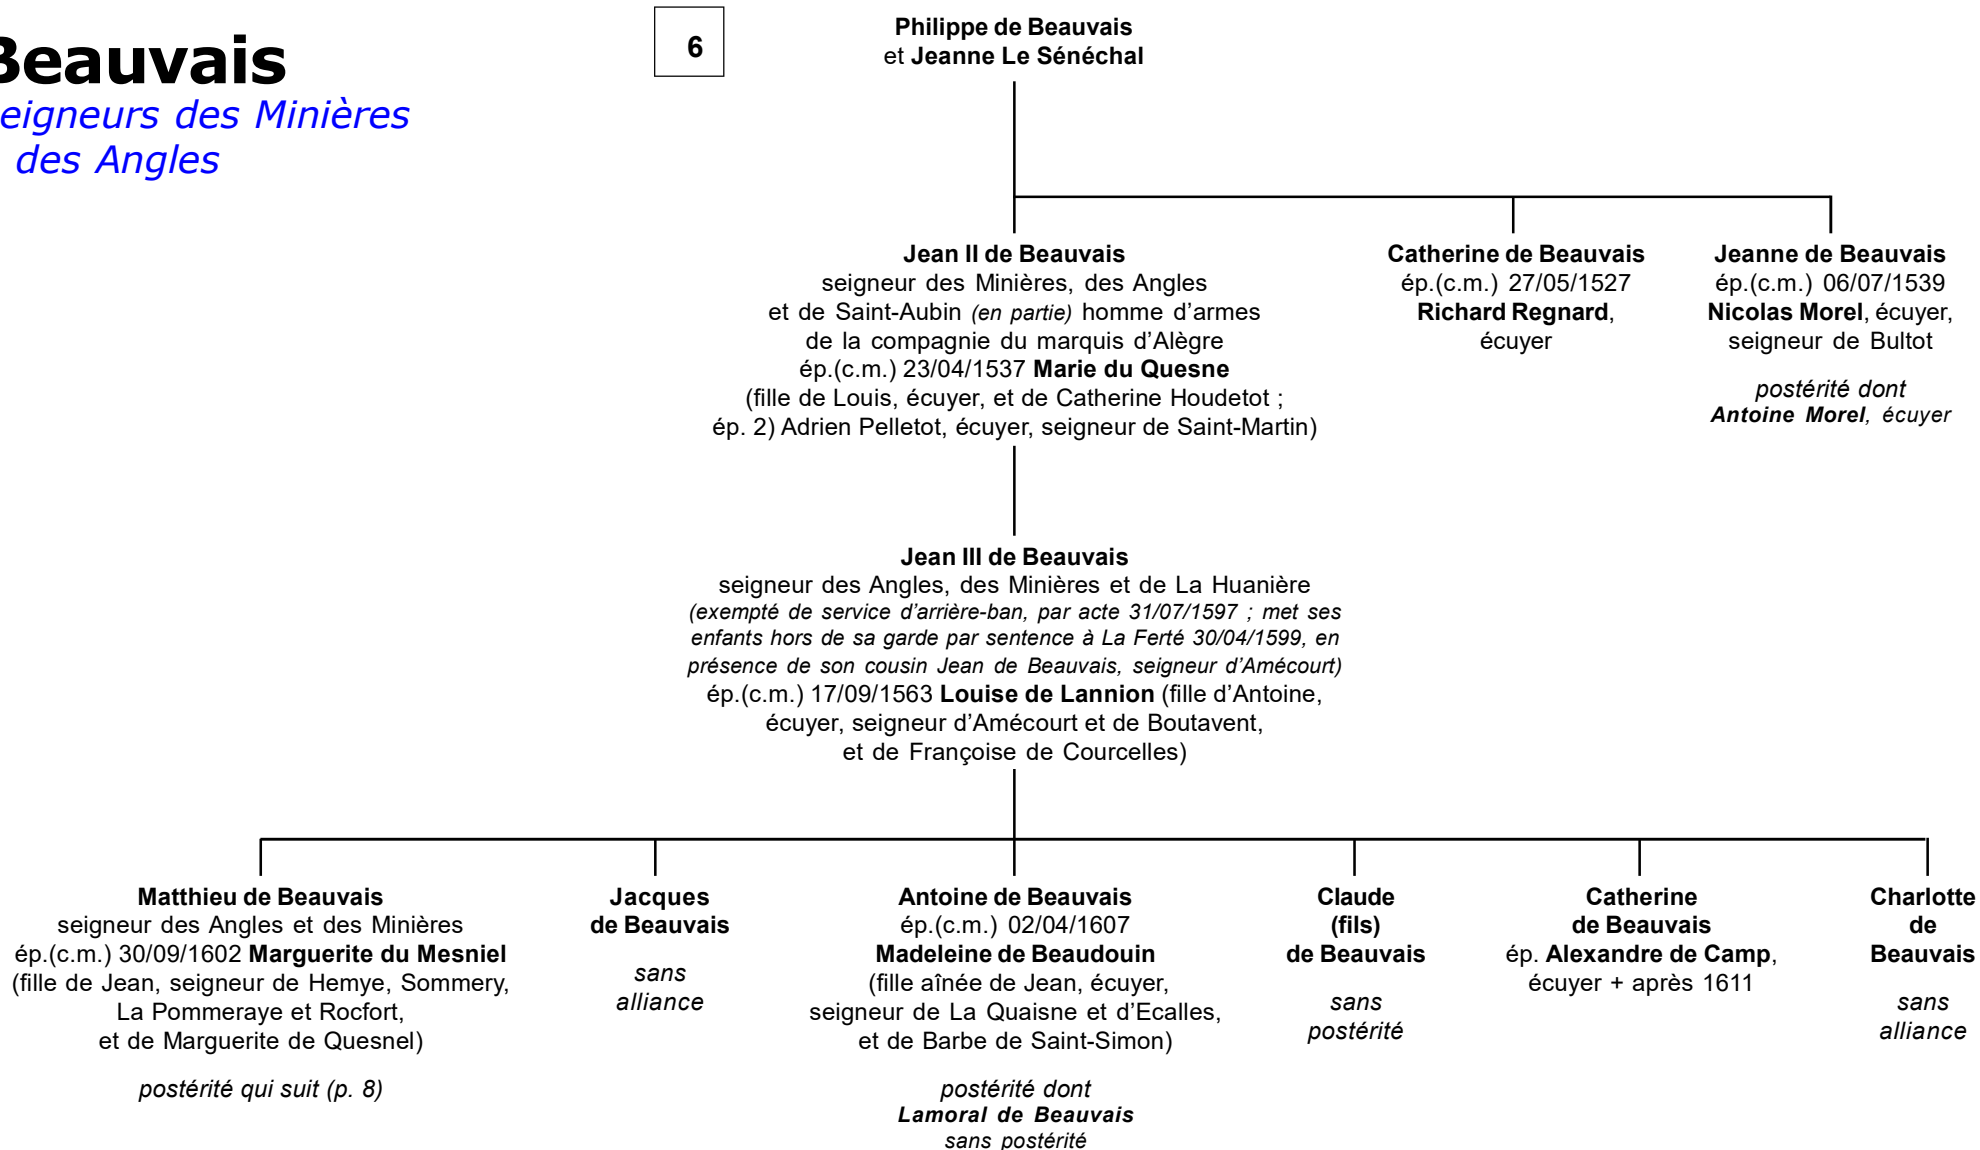 Beauvais
eigneurs des Minières
des Angles
6
Philippe de Beauvais
et Jeanne Le Sénéchal
Jean II de Beauvais
seigneur des Minières, des Angles
et de Saint-Aubin (en partie) homme d'armes
de la compagnie du marquis d'Alègre
ép.(c.m.) 23/04/1537 Marie du Quesne
(fille de Louis, écuyer, et de Catherine Houdetot ;
ép. 2) Adrien Pelletot, écuyer, seigneur de Saint-Martin)
Catherine de Beauvais
ép.(c.m.) 27/05/1527
Richard Regnard,
écuyer
Jeanne de Beauvais
ép.(c.m.) 06/07/1539
Nicolas Morel, écuyer,
seigneur de Bultot
postérité dont
Antoine Morel, écuyer
Jean III de Beauvais
seigneur des Angles, des Minières et de La Huanière
(exempté de service d'arrière-ban, par acte 31/07/1597 ; met ses
enfants hors de sa garde par sentence à La Ferté 30/04/1599, en
présence de son cousin Jean de Beauvais, seigneur d'Amécourt)
ép.(c.m.) 17/09/1563 Louise de Lannion (fille d'Antoine,
écuyer, seigneur d'Amécourt et de Boutavent,
et de Françoise de Courcelles)
Matthieu de Beauvais
seigneur des Angles et des Minières
ép.(c.m.) 30/09/1602 Marguerite du Mesniel
(fille de Jean, seigneur de Hemye, Sommery,
La Pommeraye et Rocfort,
et de Marguerite de Quesnel)
postérité qui suit (p. 8)
Jacques
de Beauvais
sans
alliance
Antoine de Beauvais
ép.(c.m.) 02/04/1607
Madeleine de Beaudouin
(fille aînée de Jean, écuyer,
seigneur de La Quaisne et d'Ecalles,
et de Barbe de Saint-Simon)
postérité dont
Lamoral de Beauvais
sans postérité
Claude
(fils)
de Beauvais
sans
postérité
Catherine
de Beauvais
ép. Alexandre de Camp,
écuyer + après 1611
Charlotte
de
Beauvais
sans
alliance